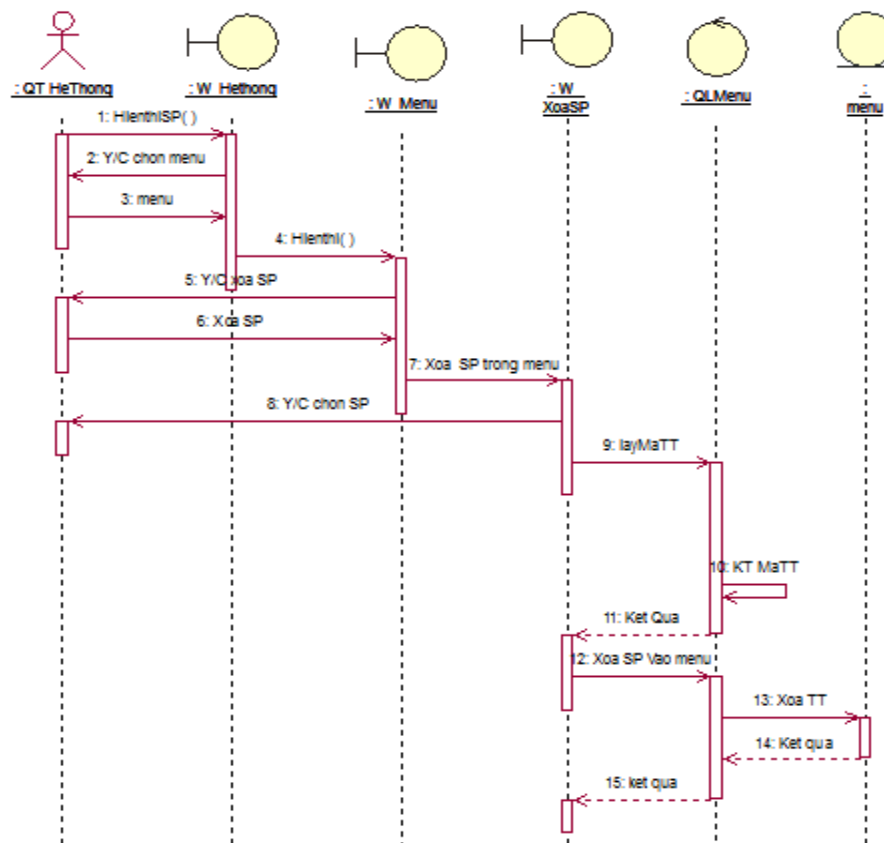 : QT HeThong
: W_Hethong
: W_Menu
: W_
XoaSP
: QLMenu
:
menu
1: HienthiSP( )
2: Y/C chon menu
3: menu
4: Hienthi( )
5: Y/C xoa SP
6: Xoa SP
7: Xoa SP trong menu
8: Y/C chon SP
9: layMaTT
10: KT MaTT
11: Ket Qua
12: Xoa SP Vao menu
13: Xoa TT
14: Ket qua
15: ket qua